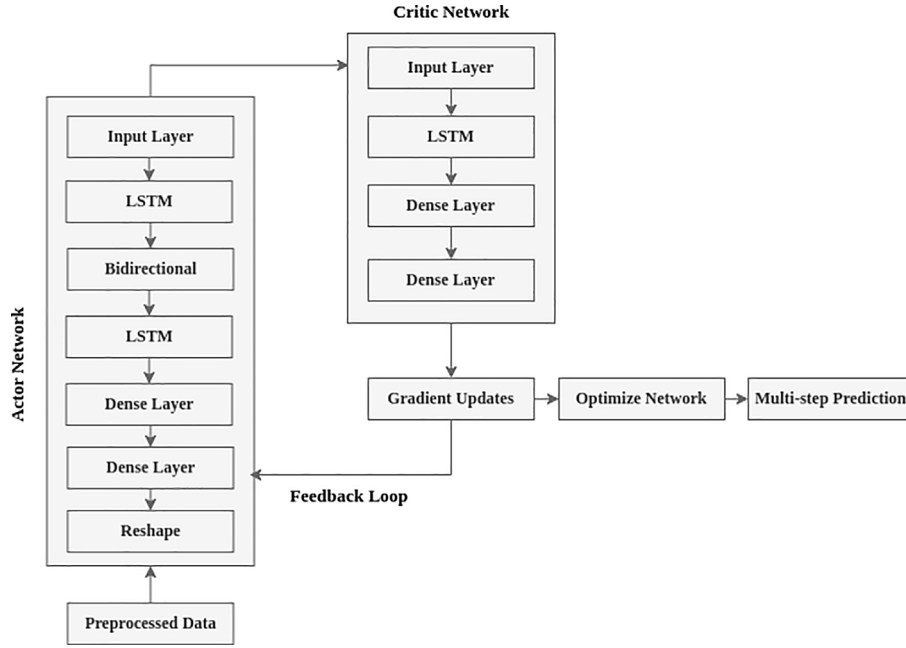 Critic Network
Input Layer
LSTM
Dense Layer
Dense Layer
Actor Network
Input Layer
LSTM
Bidirectional
LSTM
Dense Layer
Dense Layer
Reshape
Preprocessed Data
Gradient Updates
Optimize Network
Multi-step Prediction
Feedback Loop